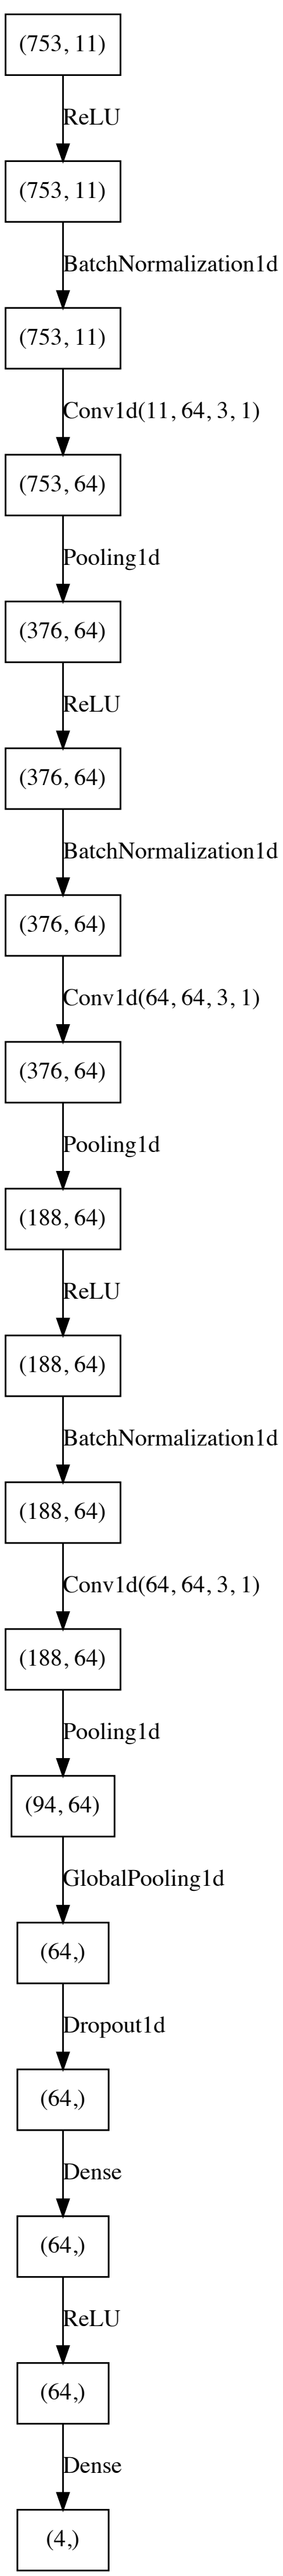 (753, 11)
ReLU
(753, 11)
BatchNormalization1d
(753, 11)
Conv1d(11, 64, 3, 1)
(753, 64)
Pooling1d
(376, 64)
ReLU
(376, 64)
BatchNormalization1d
(376, 64)
Conv1d(64, 64, 3, 1)
(376, 64)
Pooling1d
(188, 64)
ReLU
(188, 64)
BatchNormalization1d
(188, 64)
Conv1d(64, 64, 3, 1)
(188, 64)
Pooling1d
(94, 64)
GlobalPooling1d
(64,)
Dropout1d
(64,)
Dense
(64,)
ReLU
(64,)
Dense
(4,)